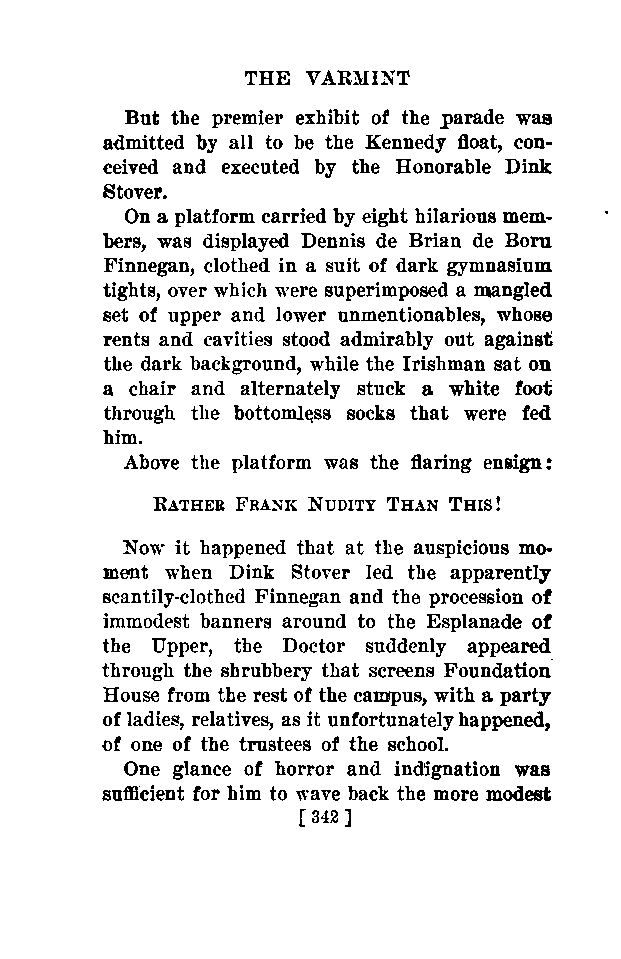 THE VARMINT
But the premier exhibit of the parade was
admitted by all to be the Kennedy float, con-
ceived and executed by the Honorable Dink
Stover.
On a platform carried by eight hilarious mem-
bers, was displayed Dennis de Brian de Boru
Finnegan, clothed in a suit of dark gymnasium
tights, over which were superimposed a mangled
set of upper and lower unmentionables, whose
rents and cavities stood admirably out against
the dark background, while the Irishman sat on
a chair and alternately stuck a white foot
through the bottomless socks that were fed
him.
Above the platform was the flaring ensign:
RATHER FRANK NUDITY THAN THIS!
Now it happened that at the auspicious mo-
ment when Dink Stover led the apparently
scantily-clothed Finnegan and the procession of
immodest banners around to the Esplanade of
the Upper, the Doctor suddenly appeared
through the shrubbery that screens Foundation
House from the rest of the campus, with a party
of ladies, relatives, as it unfortunately happened,
of one of the trustees of the school.
One glance of horror and indignation was
sufficient for him to wave back the more modest
[ 342 ]